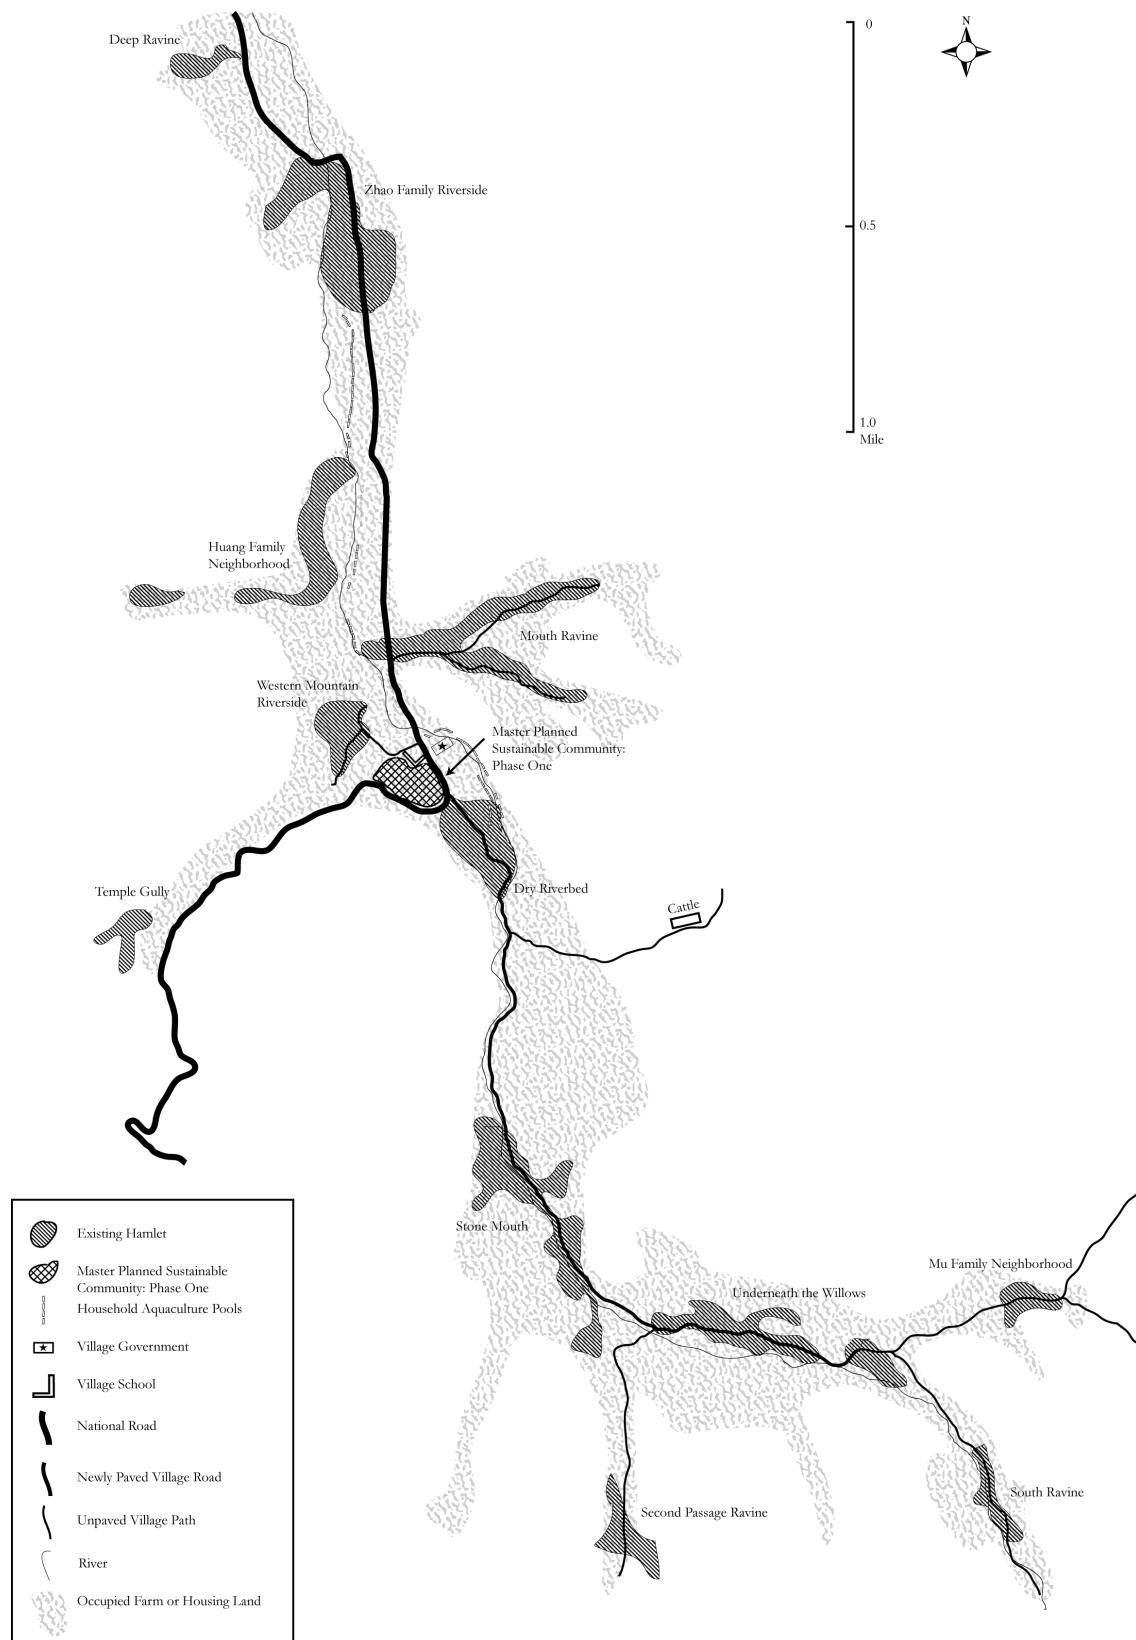 Deep Ravine
0
N
Zhao Family Riverside
0.5
1.0
Mile
Huang Family
Neighborhood
Mouth Ravine
Western Mountain
Riverside
Master Planned
Sustainable Community:
Phase One
Temple Gully
Dry Riverbed
Cattle
Stone Mouth
Mu Family Neighborhood
Underneath the Willows
Second Passage Ravine
South Ravine
Existing Hamlet
Master Planned Sustainable
Community: Phase One
Household Aquaculture Pools
Village Government
Village School
National Road
Newly Paved Village Road
Unpaved Village Path
River
Occupied Farm or Housing Land